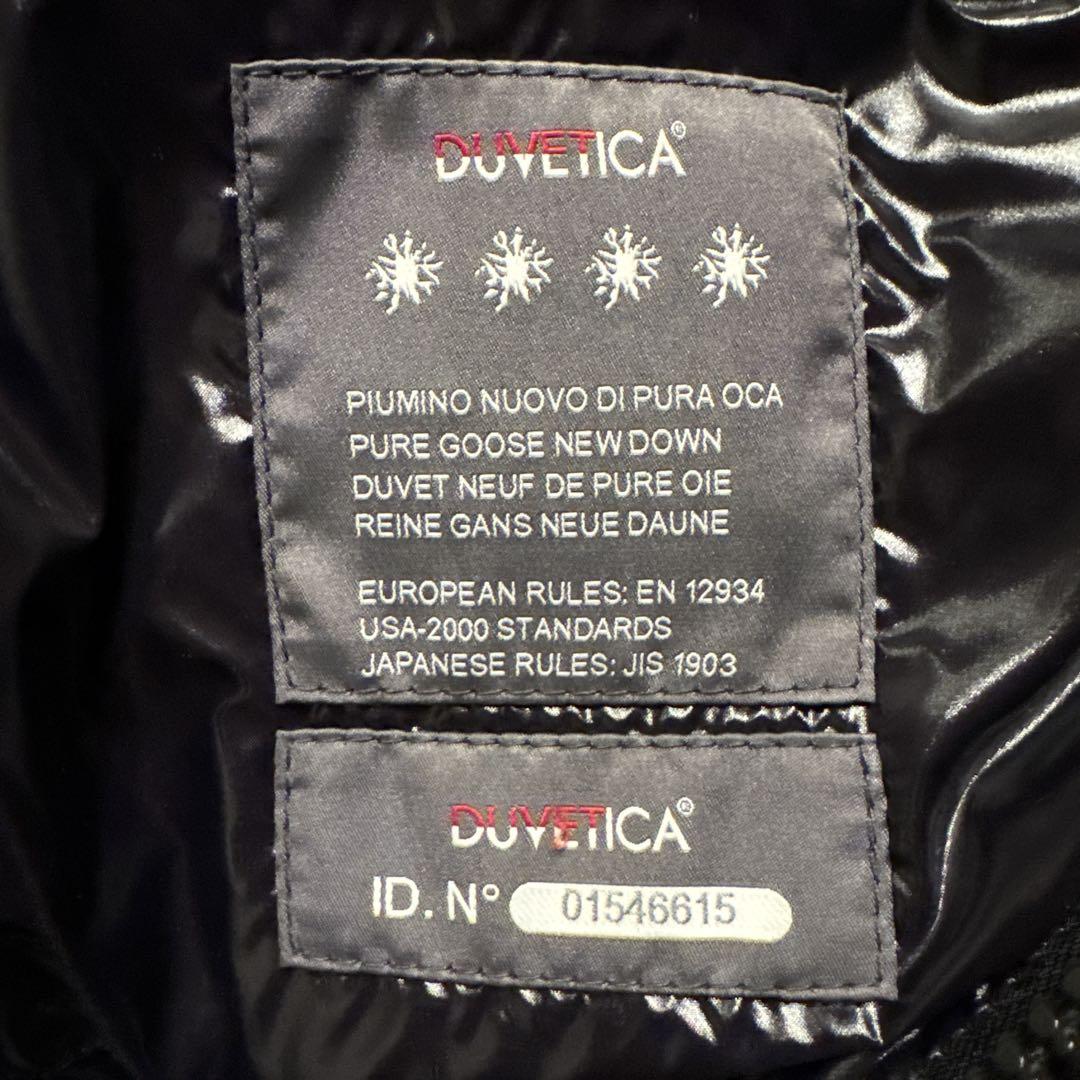 DUVETICA®
PIUMINO NUOVO DI PURA OCA
PURE GOOSE NEW DOWN
DUVET NEUF DE PURE OIE
REINE GANS NEUE DAUNE
EUROPEAN RULES: EN 12934
USA-2000 STANDARDS
JAPANESE RULES: JIS 1903
DUVETICA®
ID. N° 01546615